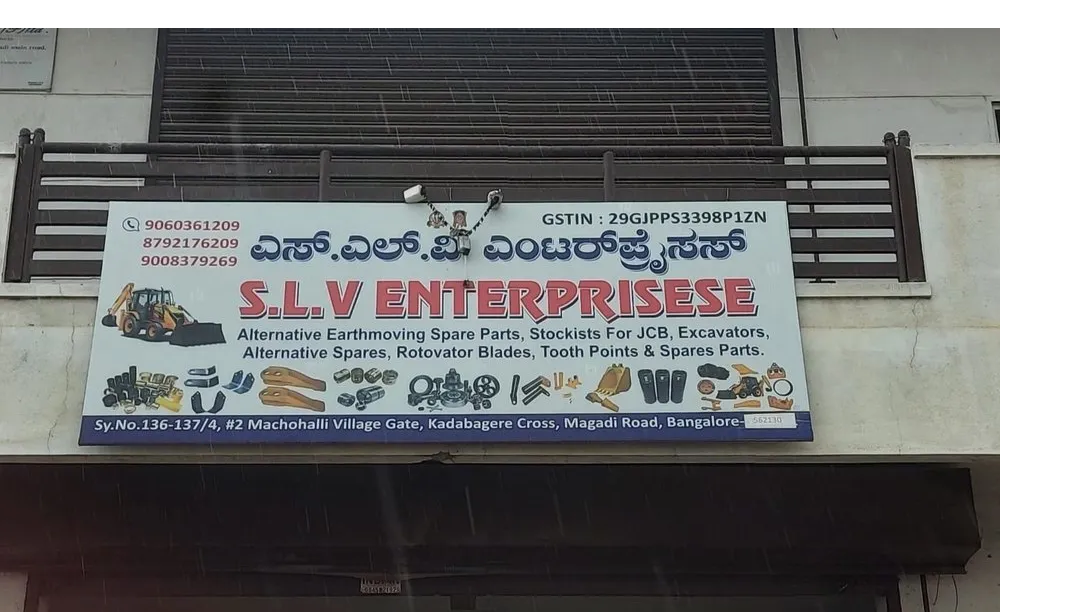 9060361209
8792176209
9008379269
GSTIN : 29GJPPS3398P1ZN
ಎಸ್.ಎಲ್.ವಿ ಎಂಟರ್‌ಪ್ರೈಸಸ್
S.L.V ENTERPRISESE
Alternative Earthmoving Spare Parts, Stockists For JCB, Excavators,
Alternative Spares, Rotovator Blades, Tooth Points & Spares Parts.
Sy.No.136-137/4, #2 Machohalli Village Gate, Kadabagere Cross, Magadi Road, Bangalore-562130